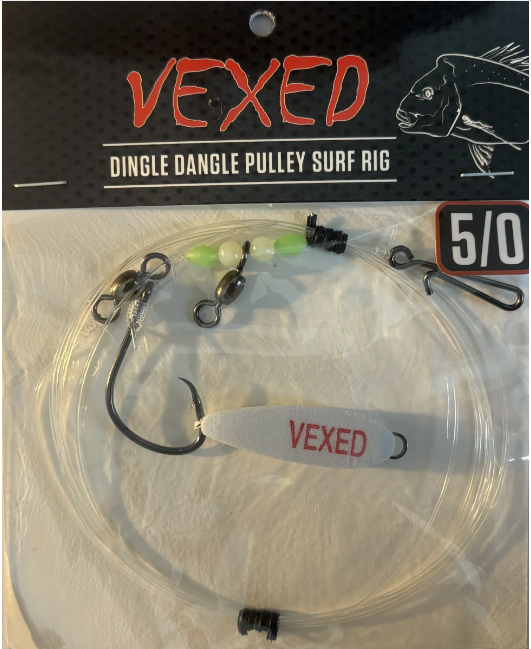 VEXED
DINGLE DANGLE PULLEY SURF RIG
5/0
VEXED